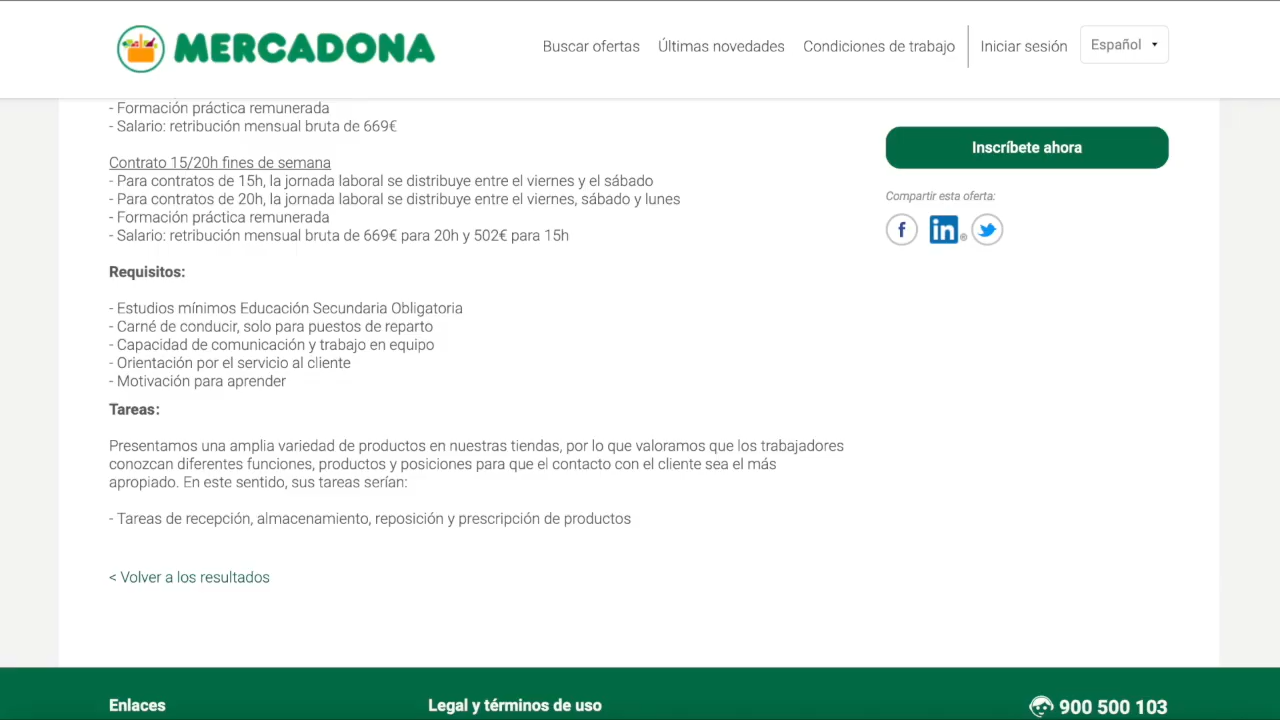 MERCADONA
Buscar ofertas
Últimas novedades
Condiciones de trabajo
Iniciar sesión
Español
- Formación práctica remunerada
- Salario: retribución mensual bruta de 669€
Contrato 15/20h fines de semana
- Para contratos de 15h, la jornada laboral se distribuye entre el viernes y el sábado
- Para contratos de 20h, la jornada laboral se distribuye entre el viernes, sábado y lunes
- Formación práctica remunerada
- Salario: retribución mensual bruta de 669€ para 20h y 502€ para 15h
Requisitos:
- Estudios mínimos Educación Secundaria Obligatoria
- Carné de conducir, solo para puestos de reparto
- Capacidad de comunicación y trabajo en equipo
- Orientación por el servicio al cliente
- Motivación para aprender
Tareas:
Presentamos una amplia variedad de productos en nuestras tiendas, por lo que valoramos que los trabajadores
conozcan diferentes funciones, productos y posiciones para que el contacto con el cliente sea el más
apropiado. En este sentido, sus tareas serían:
- Tareas de recepción, almacenamiento, reposición y prescripción de productos
< Volver a los resultados
Inscríbete ahora
Compartir esta oferta:
f
in®
Enlaces
Legal y términos de uso
900 500 103